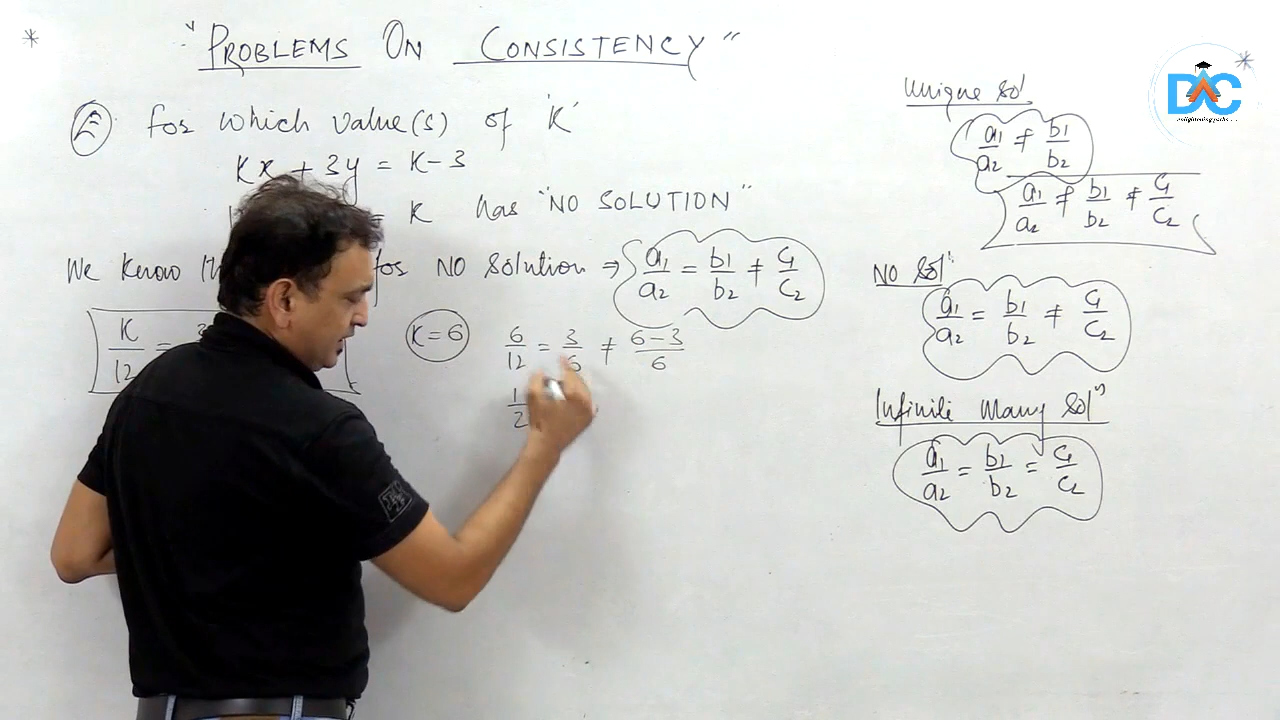 "PROBLEMS ON CONSISTENCY"
for which value(s) of 'K'
Kx + 3y = K-3
= K has "NO SOLUTION"
We know for NO Solution ⇒ a1/a2 = b1/b2 ≠ c1/c2
K/12 = 3
K=6
6/12 = 3/6 ≠ 6-3/6
1/2
Unique Sol
a1/a2 ≠ b1/b2
a1/a2 ≠ b1/b2 ≠ c1/c2
NO Solⁿ
a1/a2 = b1/b2 ≠ c1/c2
Infinite Many Solⁿ
a1/a2 = b1/b2 = c1/c2
DAC